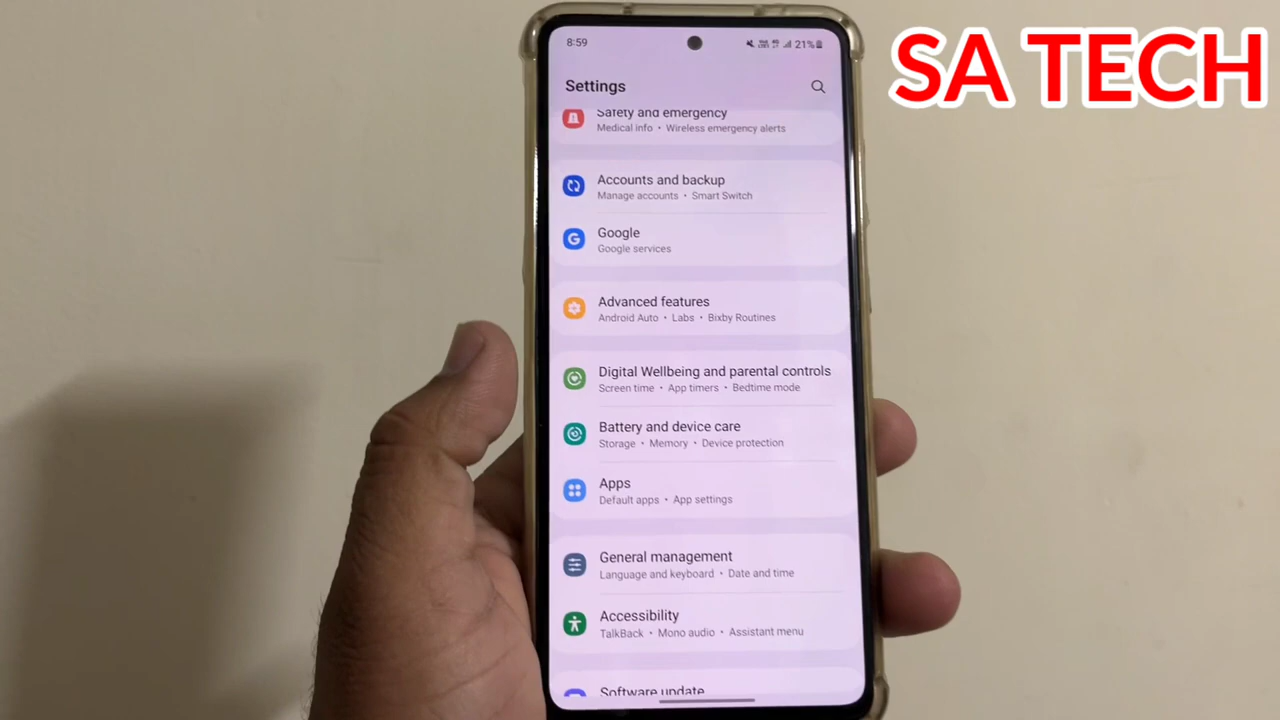 SA TECH
8:59
21%
Settings
Safety and emergency
Medical info • Wireless emergency alerts
Accounts and backup
Manage accounts • Smart Switch
Google
Google services
Advanced features
Android Auto • Labs • Bixby Routines
Digital Wellbeing and parental controls
Screen time • App timers • Bedtime mode
Battery and device care
Storage • Memory • Device protection
Apps
Default apps • App settings
General management
Language and keyboard • Date and time
Accessibility
TalkBack • Mono audio • Assistant menu
Software update